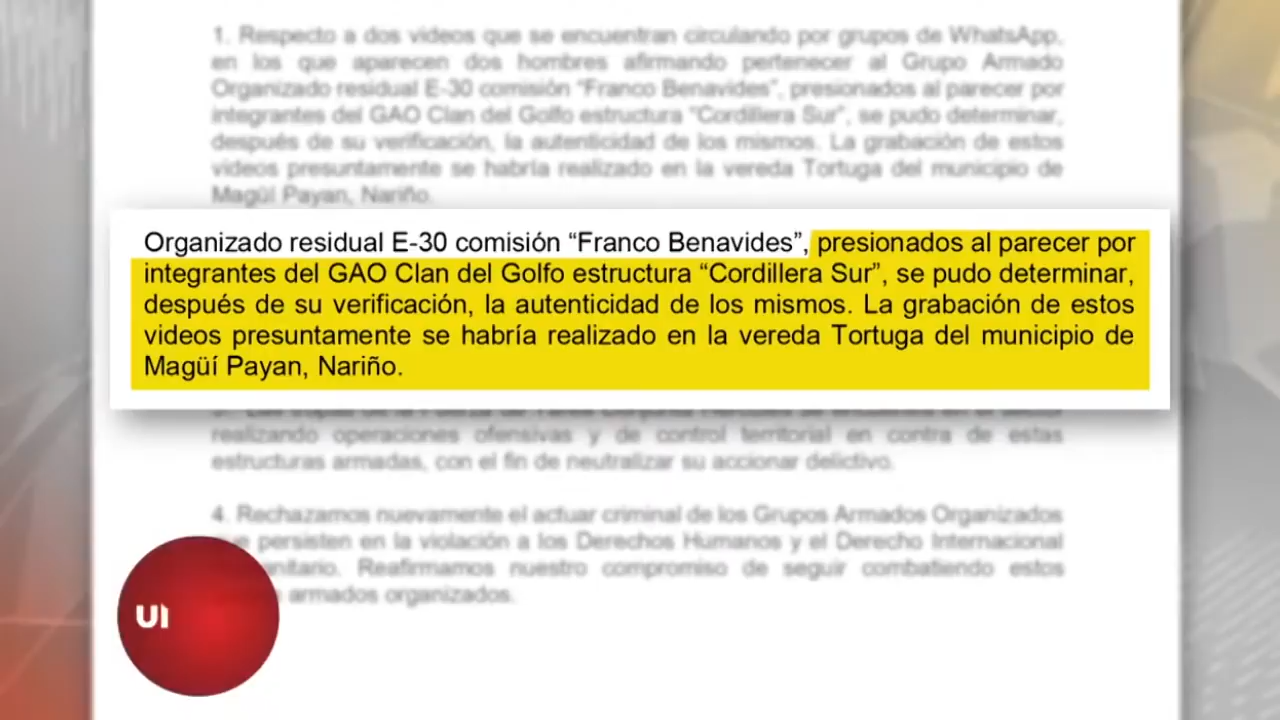 1. Respecto a dos videos que se encuentran circulando por grupos de WhatsApp,
en los que aparecen dos hombres afirmando pertenecer al Grupo Armado
Organizado residual E-30 comisión “Franco Benavides”, presionados al parecer por
integrantes del GAO Clan del Golfo estructura “Cordillera Sur”, se pudo determinar,
después de su verificación, la autenticidad de los mismos. La grabación de estos
videos presuntamente se habría realizado en la vereda Tortuga del municipio de
Magüí Payan, Nariño.
Organizado residual E-30 comisión “Franco Benavides”, presionados al parecer por
integrantes del GAO Clan del Golfo estructura “Cordillera Sur”, se pudo determinar,
después de su verificación, la autenticidad de los mismos. La grabación de estos
videos presuntamente se habría realizado en la vereda Tortuga del municipio de
Magüí Payan, Nariño.
realizando operaciones ofensivas y de control territorial en contra de estas
estructuras armadas, con el fin de neutralizar su accionar delictivo.
4. Rechazamos nuevamente el actuar criminal de los Grupos Armados Organizados
persisten en la violación a los Derechos Humanos y el Derecho Internacional
Reafirmamos nuestro compromiso de seguir combatiendo estos
armados organizados.
UI